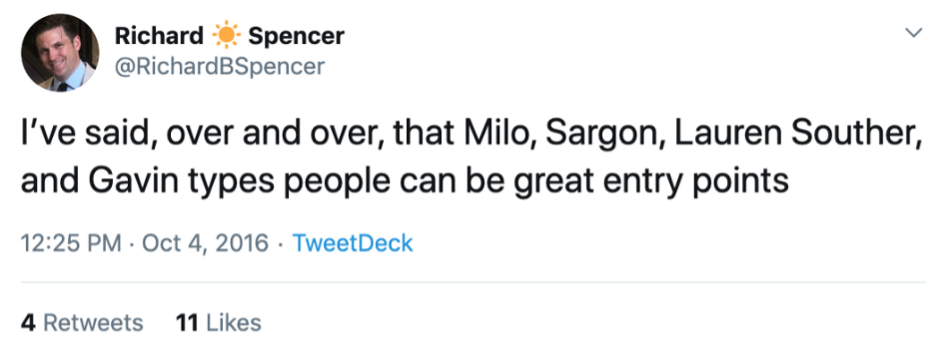 Richard ☀️ Spencer
@RichardBSpencer
I've said, over and over, that Milo, Sargon, Lauren Souther,
and Gavin types people can be great entry points
12:25 PM · Oct 4, 2016 · TweetDeck
4 Retweets 11 Likes